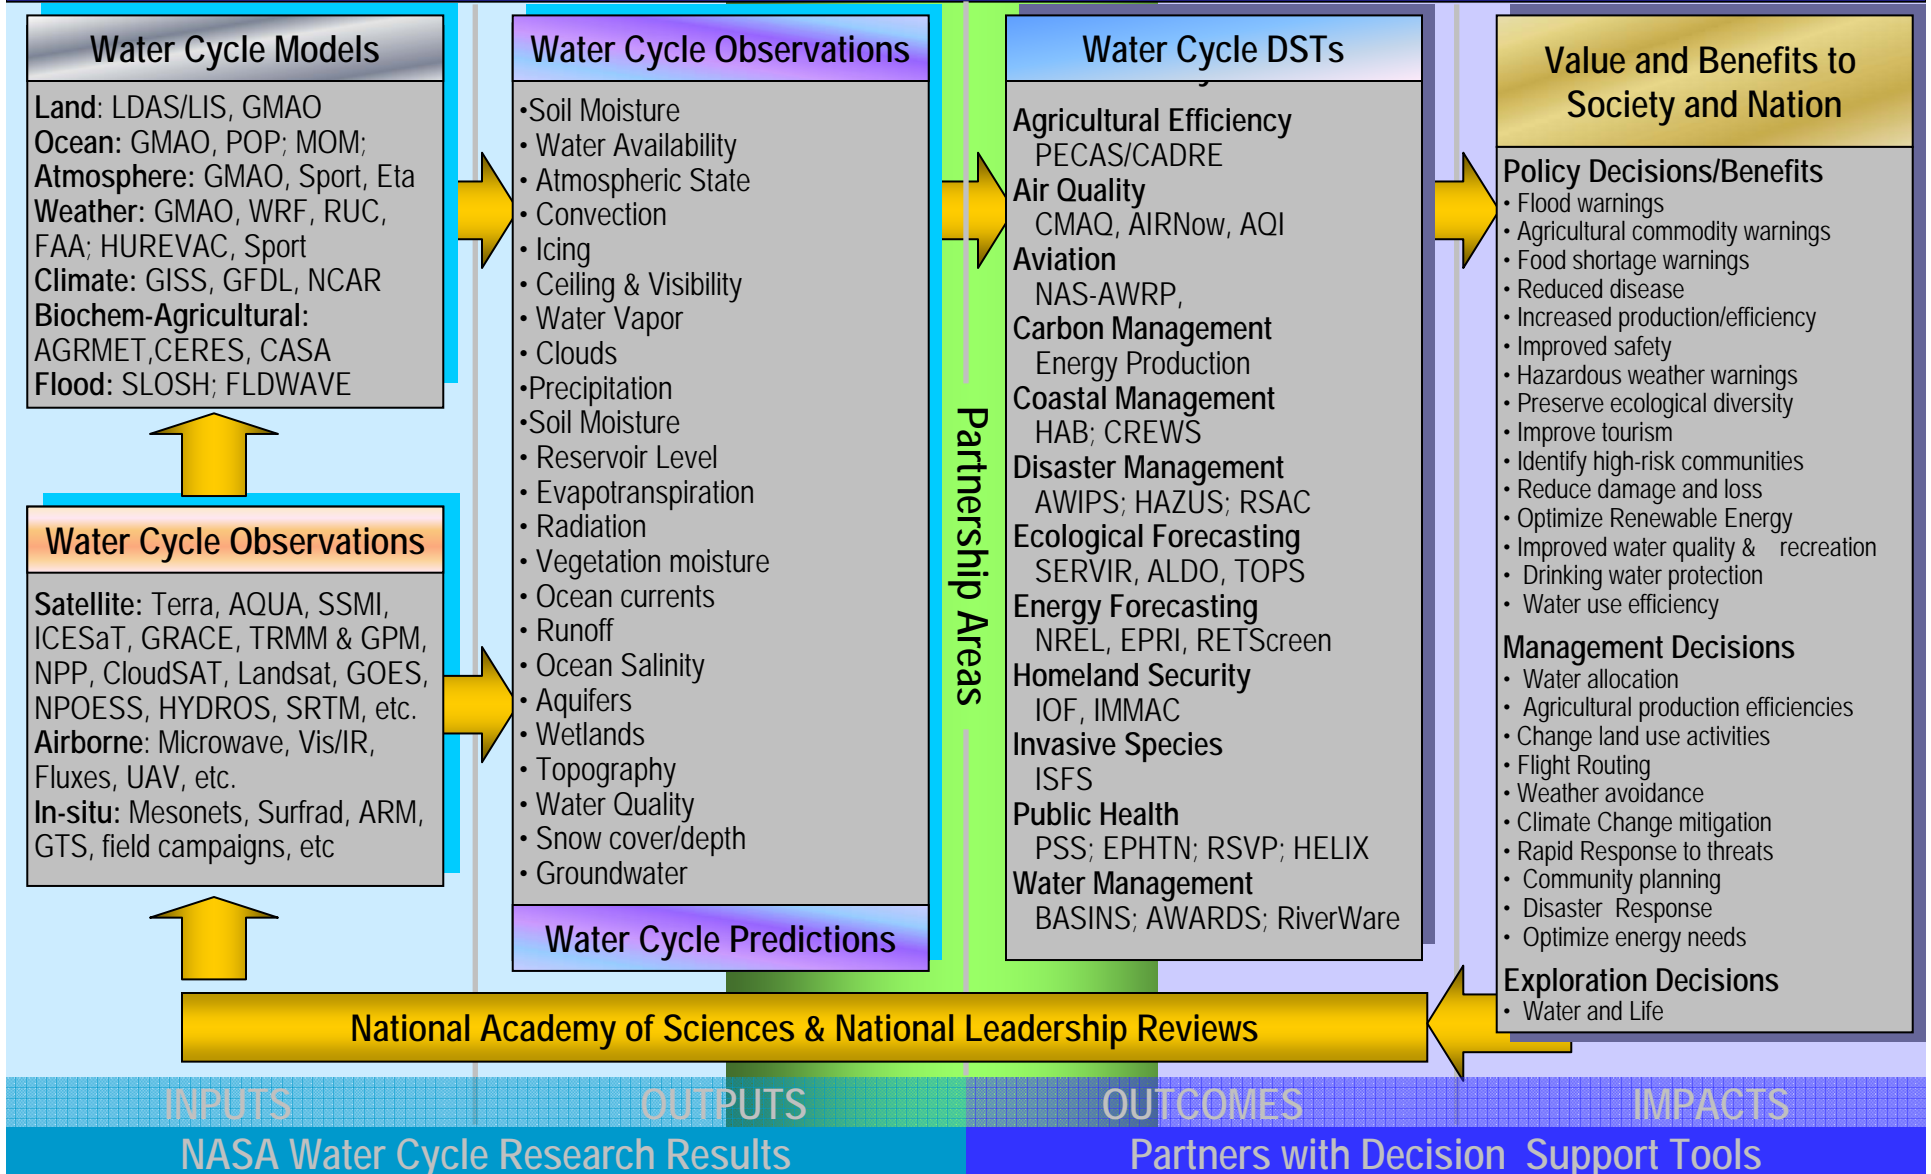 Water Cycle Models
Land: LDAS/LIS, GMAO
Ocean: GMAO, POP; MOM;
Atmosphere: GMAO, Sport, Eta
Weather: GMAO, WRF, RUC,
FAA; HUREVAC, Sport
Climate: GISS, GFDL, NCAR
Biochem-Agricultural:
AGRMET,CERES, CASA
Flood: SLOSH; FLDWAVE
Water Cycle Observations
Satellite: Terra, AQUA, SSMI,
ICESaT, GRACE, TRMM & GPM,
NPP, CloudSAT, Landsat, GOES,
NPOESS, HYDROS, SRTM, etc.
Airborne: Microwave, Vis/IR,
Fluxes, UAV, etc.
In-situ: Mesonets, Surfrad, ARM,
GTS, field campaigns, etc
Water Cycle Observations
•Soil Moisture
• Water Availability
• Atmospheric State
• Convection
• Icing
• Ceiling & Visibility
• Water Vapor
• Clouds
•Precipitation
•Soil Moisture
• Reservoir Level
• Evapotranspiration
• Radiation
• Vegetation moisture
• Ocean currents
• Runoff
• Ocean Salinity
• Aquifers
• Wetlands
• Topography
• Water Quality
• Snow cover/depth
• Groundwater
Water Cycle Predictions
Partnership Areas
Water Cycle DSTs
Agricultural Efficiency
PECAS/CADRE
Air Quality
CMAQ, AIRNow, AQI
Aviation
NAS-AWRP,
Carbon Management
Energy Production
Coastal Management
HAB; CREWS
Disaster Management
AWIPS; HAZUS; RSAC
Ecological Forecasting
SERVIR, ALDO, TOPS
Energy Forecasting
NREL, EPRI, RETScreen
Homeland Security
IOF, IMMAC
Invasive Species
ISFS
Public Health
PSS; EPHTN; RSVP; HELIX
Water Management
BASINS; AWARDS; RiverWare
Value and Benefits to
Society and Nation
Policy Decisions/Benefits
• Flood warnings
• Agricultural commodity warnings
• Food shortage warnings
• Reduced disease
• Increased production/efficiency
• Improved safety
• Hazardous weather warnings
• Preserve ecological diversity
• Improve tourism
• Identify high-risk communities
• Reduce damage and loss
• Optimize Renewable Energy
• Improved water quality & recreation
• Drinking water protection
• Water use efficiency
Management Decisions
• Water allocation
• Agricultural production efficiencies
• Change land use activities
• Flight Routing
• Weather avoidance
• Climate Change mitigation
• Rapid Response to threats
• Community planning
• Disaster Response
• Optimize energy needs
Exploration Decisions
• Water and Life
National Academy of Sciences & National Leadership Reviews
INPUTS
OUTPUTS
OUTCOMES
IMPACTS
NASA Water Cycle Research Results
Partners with Decision Support Tools